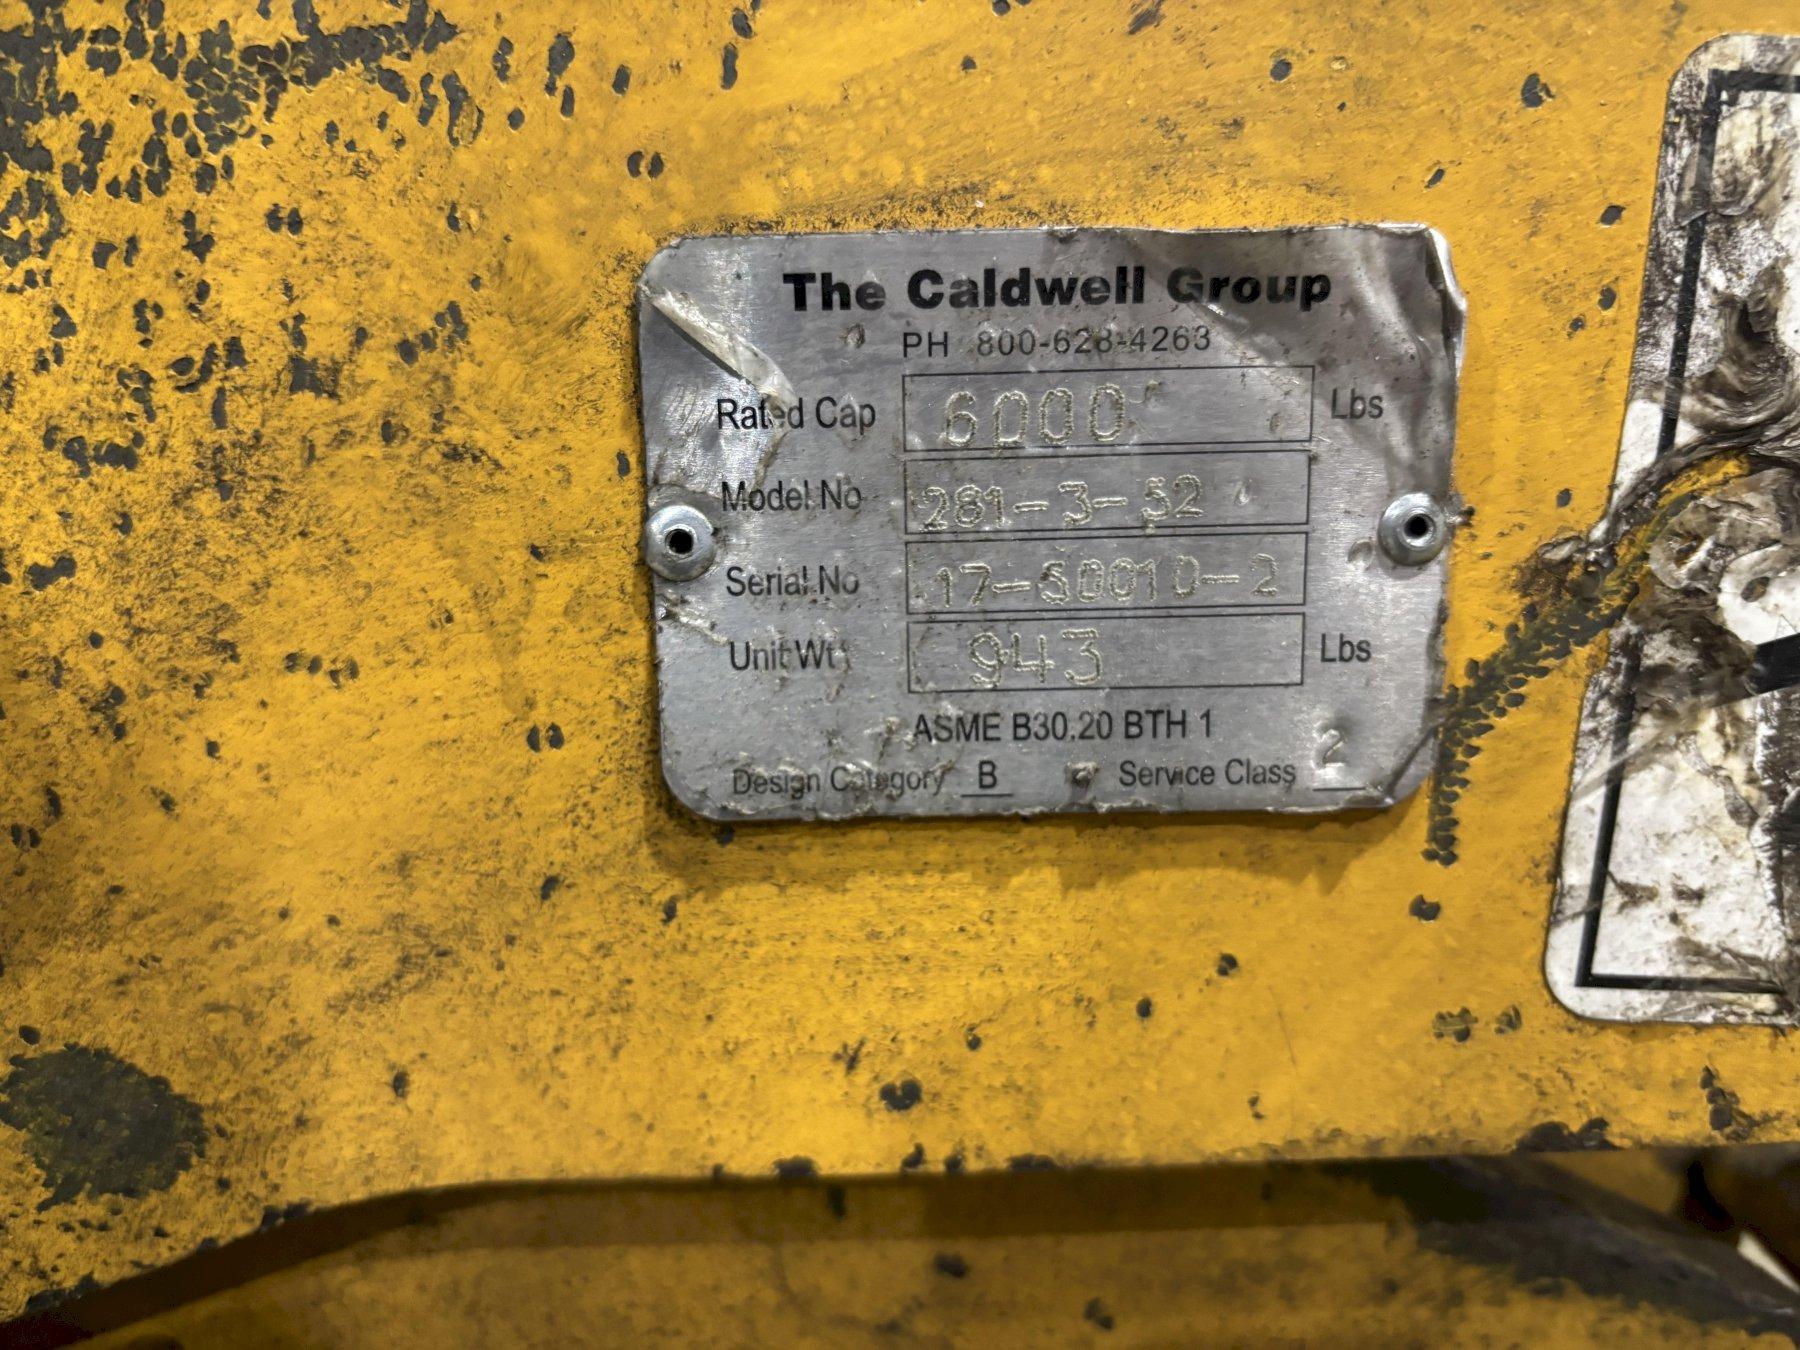 The Caldwell Group
PH 800-628-4263
Rated Cap 6000 Lbs
Model No 281-3-52
Serial No 17-50010-2
Unit Wt 943 Lbs
ASME B30.20 BTH 1
Design Category B Service Class 2